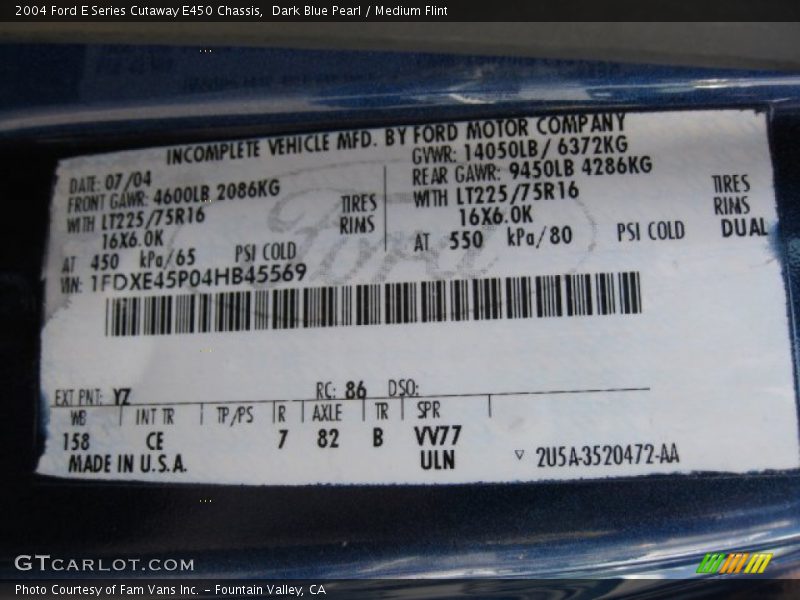 2004 Ford E Series Cutaway E450 Chassis,  Dark Blue Pearl / Medium Flint
INCOMPLETE VEHICLE MFD. BY FORD MOTOR COMPANY
DATE: 07/04
GVWR: 14050LB/ 6372KG
FRONT GAWR: 4600LB 2086KG
REAR GAWR: 9450LB 4286KG
WITH LT225/75R16 TIRES
WITH LT225/75R16 TIRES
16X6.0K RIMS
16X6.0K RIMS
AT 450 kPa/65 PSI COLD
AT 550 kPa/80 PSI COLD DUAL
Ford
VIN: 1FDXE45P04HB45569
EXT PNT: YZ RC: 86 DSO:
WB INT TR TP/PS R AXLE TR SPR
158 CE 7 82 B VV77
MADE IN U.S.A. ULN ▽ 2U5A-3520472-AA
GTCARLOT.COM
Photo Courtesy of Fam Vans Inc. – Fountain Valley, CA